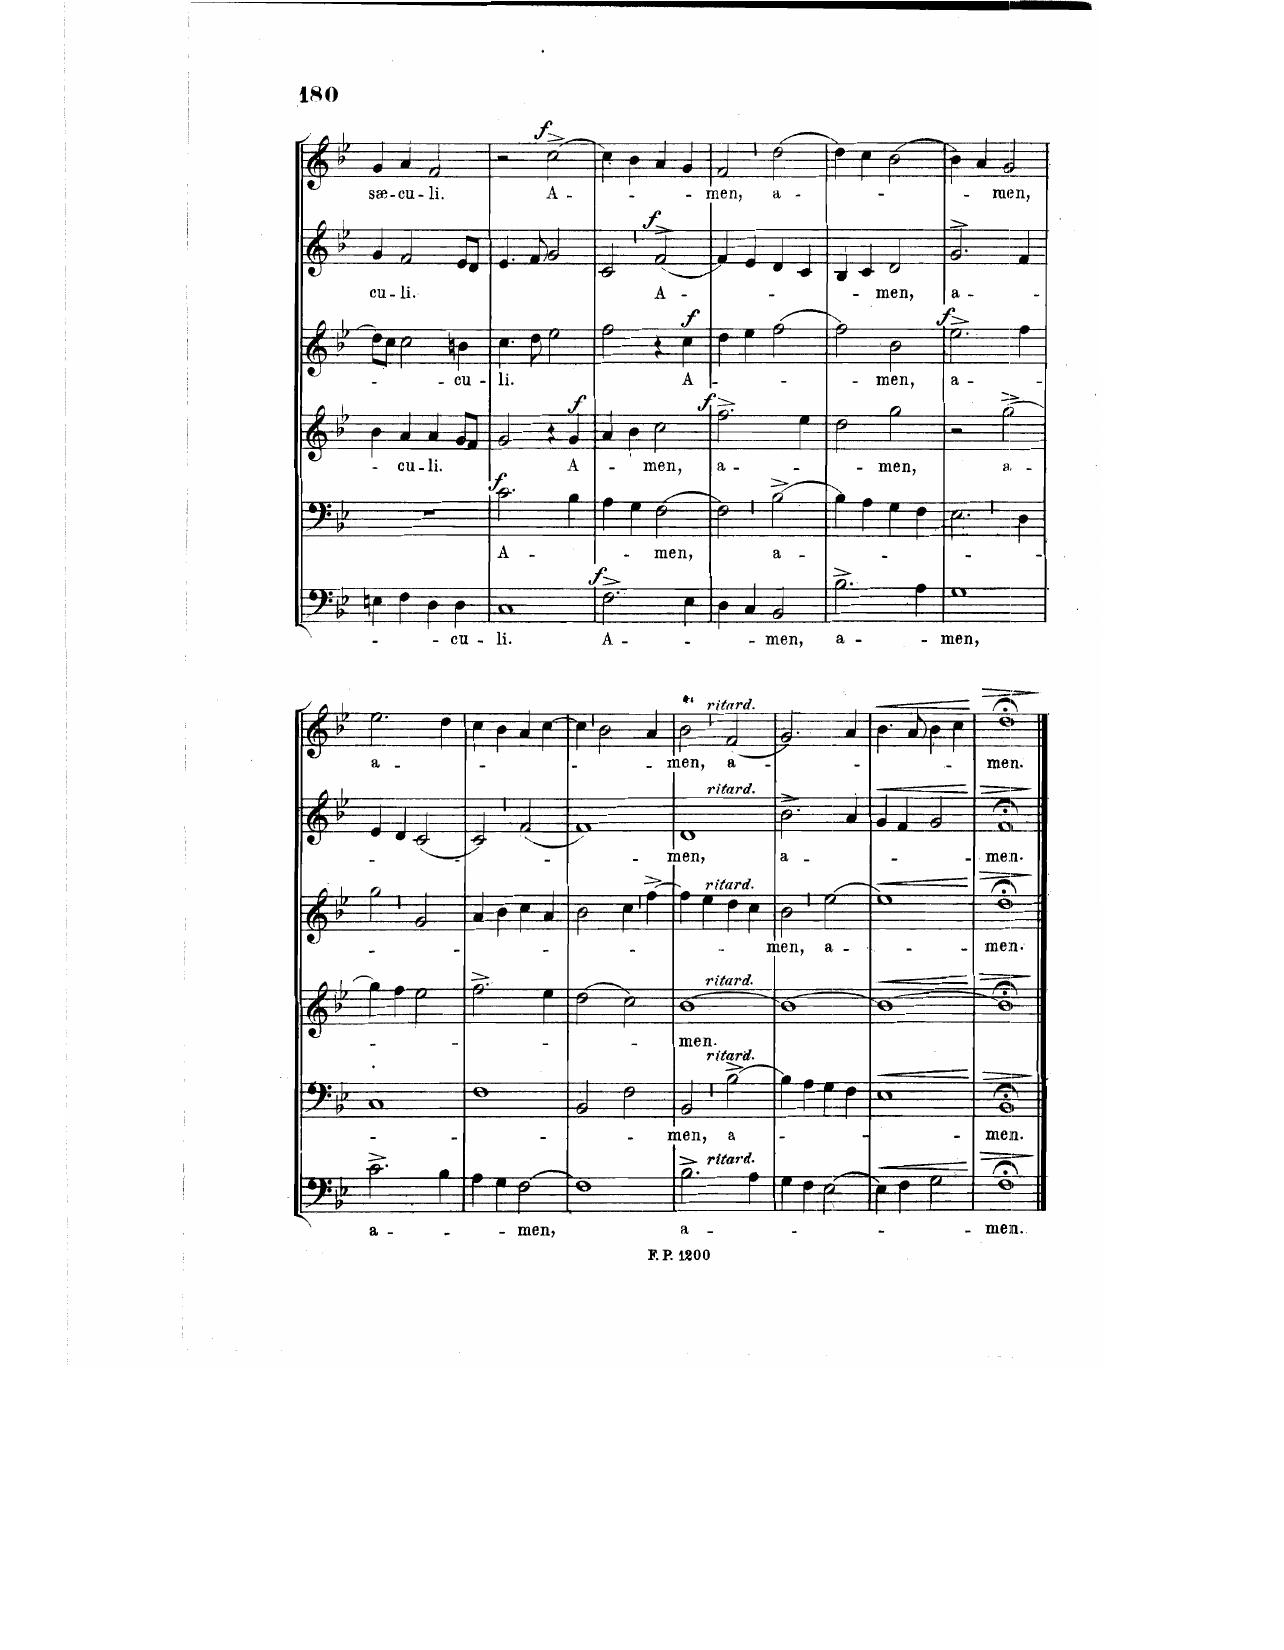 180
f
sæ-cu-li. A - - - men, a - - - - men,
f
cu-li. A - - - men, a - -
f f
- - cu - li. A - - - men, a - -
f f
- cu-li. A - men, a - - men, a -
f
A - - men, a - - - -
f
- - cu - li. A - - - men, a - - men,
ritard.
a - - - - men, a - - - men.
ritard.
- - - - men, a - - - men.
ritard.
- - - - - men, a - - - men.
ritard.
- - - - men.
ritard.
- - - - men, a - - - men.
ritard.
a - - - men, a - - - - men.
F. P. 1200